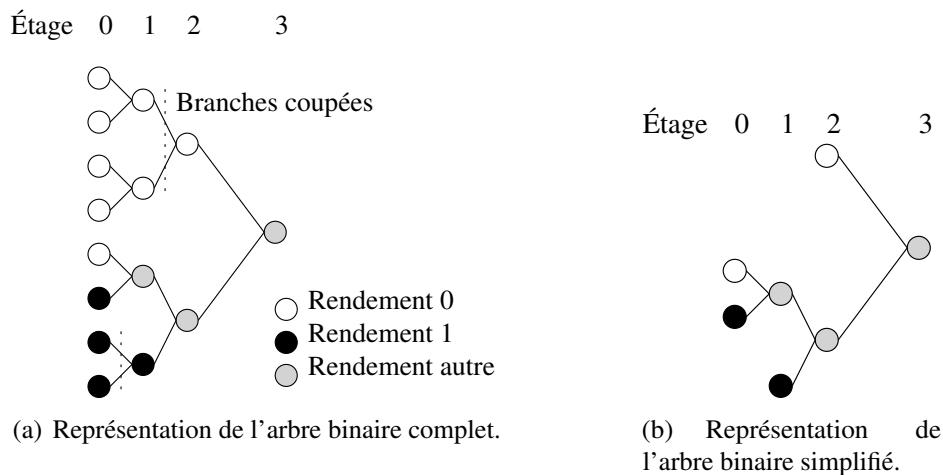 Étage 0 1 2 3
Branches coupées
Rendement 0
Rendement 1
Rendement autre
(a) Représentation de l'arbre binaire complet.
Étage 0 1 2 3
(b) Représentation de
l'arbre binaire simplifié.